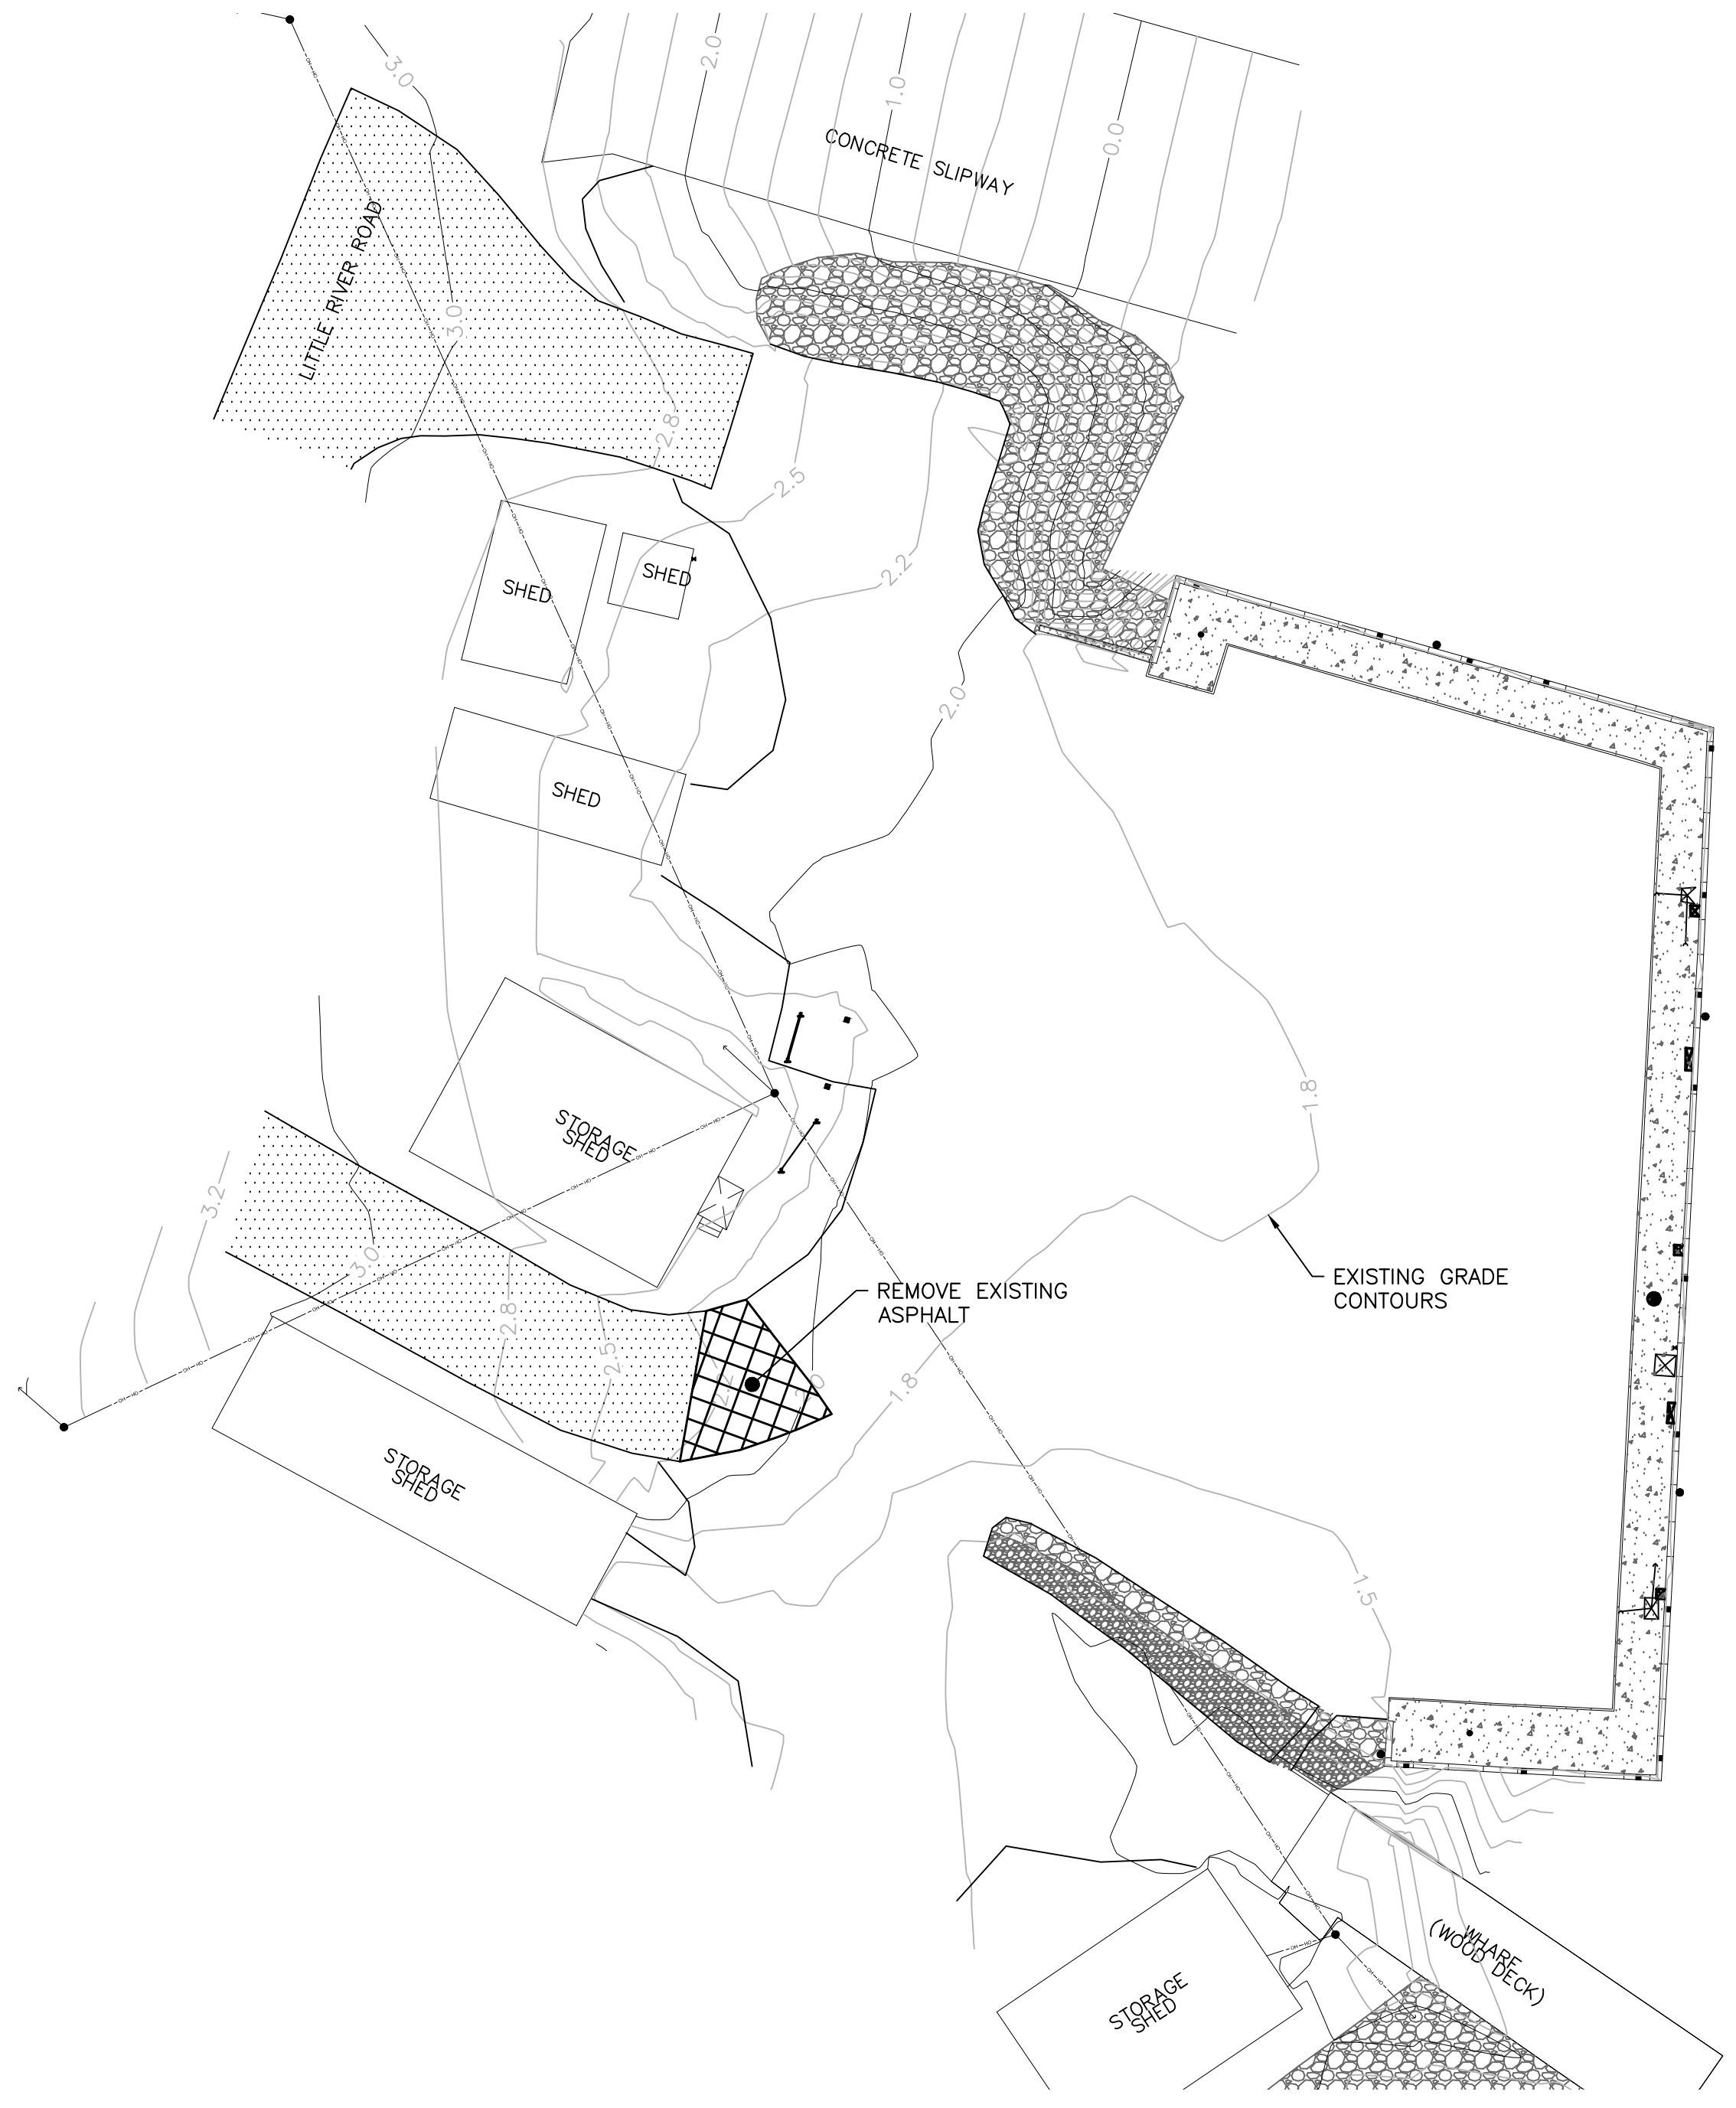 3.0
2.0
1.0
0.0
CONCRETE SLIPWAY
LITTLE RIVER ROAD
3.0
2.8
2.5
2.2
SHED
SHED
2.0
SHED
1.8
STORAGE
SHED
3.2
3.0
REMOVE EXISTING
ASPHALT
EXISTING GRADE
CONTOURS
2.8
2.5
2.2
1.8
STORAGE
SHED
1.5
WHARF
(WOOD DECK)
STORAGE
SHED